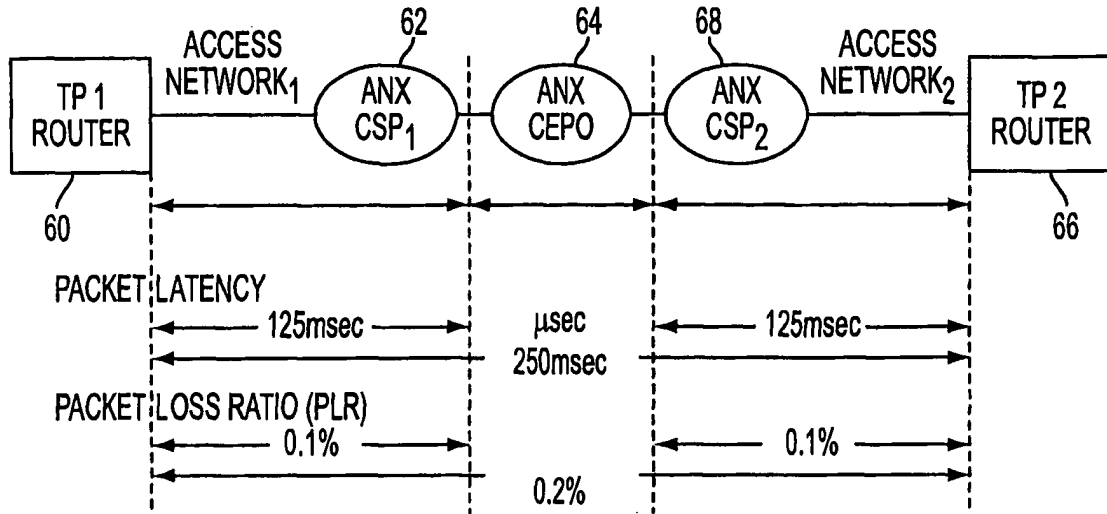 62
64
68
ACCESS
NETWORK1
ACCESS
NETWORK2
TP 1
ROUTER
ANX
CSP1
ANX
CEPO
ANX
CSP2
TP 2
ROUTER
60
66
PACKET LATENCY
125msec
µsec
125msec
250msec
PACKET LOSS RATIO (PLR)
0.1%
0.1%
0.2%